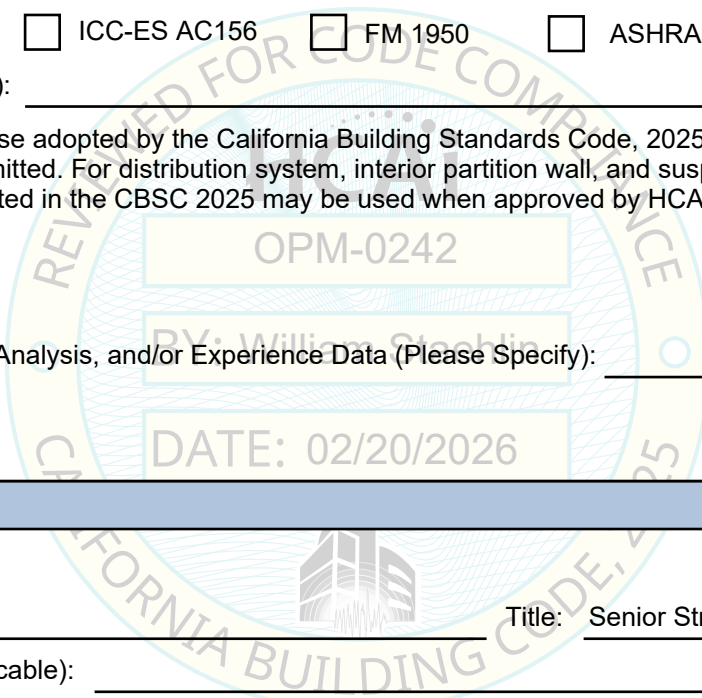 ICC-ES AC156 FM 1950 ASHRA
):
se adopted by the California Building Standards Code, 2025
mitted. For distribution system, interior partition wall, and susp
ted in the CBSC 2025 may be used when approved by HCA
Analysis, and/or Experience Data (Please Specify):
Title: Senior Str
cable):
REVIEWED FOR CODE COMPLIANCE
HCAi
OPM-0242
BY: William Staehlin
DATE: 02/20/2026
CALIFORNIA BUILDING CODE, 2025